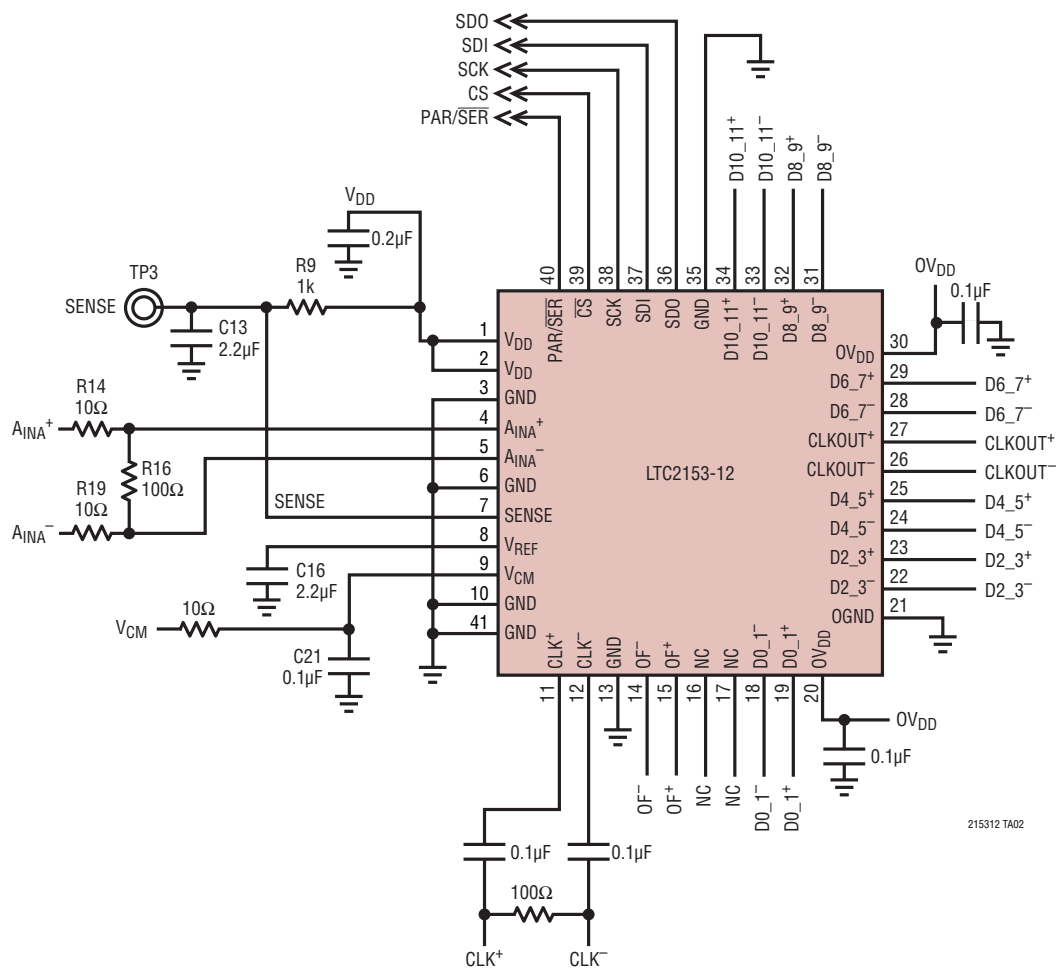 SDO
SDI
SCK
CS
PAR/SER
D10_11+
D10_11−
D8_9+
D8_9−
VDD
0.2µF
TP3
SENSE
R9
1k
C13
2.2µF
40
39
38
37
36
35
34
33
32
31
PAR/SER
CS
SCK
SDI
SDO
GND
D10_11+
D10_11−
D8_9+
D8_9−
OVDD
0.1µF
1
VDD
2
VDD
3
GND
4
AINA+
5
AINA−
6
GND
7
SENSE
8
VREF
9
VCM
10
GND
41
GND
R14
10Ω
AINA+
R16
100Ω
R19
10Ω
AINA−
SENSE
C16
2.2µF
10Ω
VCM
C21
0.1µF
LTC2153-12
30
OVDD
29
D6_7+
D6_7+
28
D6_7−
D6_7−
27
CLKOUT+
CLKOUT+
26
CLKOUT−
CLKOUT−
25
D4_5+
D4_5+
24
D4_5−
D4_5−
23
D2_3+
D2_3+
22
D2_3−
D2_3−
21
OGND
CLK+
CLK−
GND
OF−
OF+
NC
NC
D0_1−
D0_1+
OVDD
11
12
13
14
15
16
17
18
19
20
OVDD
0.1µF
OF−
OF+
NC
NC
D0_1−
D0_1+
215312 TA02
0.1µF
0.1µF
100Ω
CLK+
CLK−